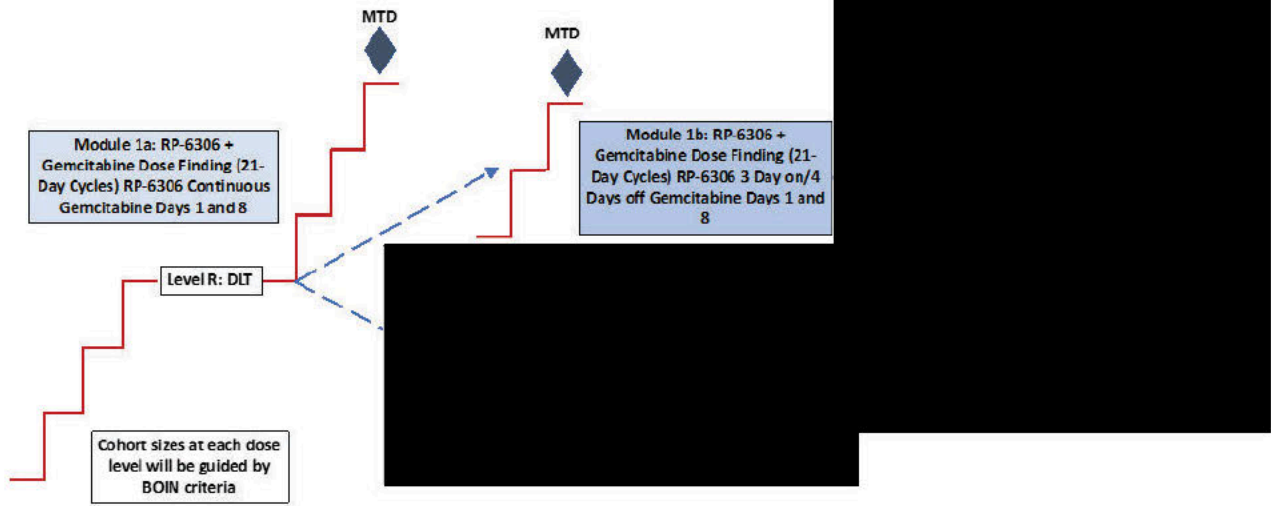 MTD
MTD
Module 1a: RP-6306 +
Gemcitabine Dose Finding (21-
Day Cycles) RP-6306 Continuous
Gemcitabine Days 1 and 8
Module 1b: RP-6306 +
Gemcitabine Dose Finding (21-
Day Cycles) RP-6306 3 Day on/4
Days off Gemcitabine Days 1 and
8
Level R: DLT
Cohort sizes at each dose
level will be guided by
BOIN criteria